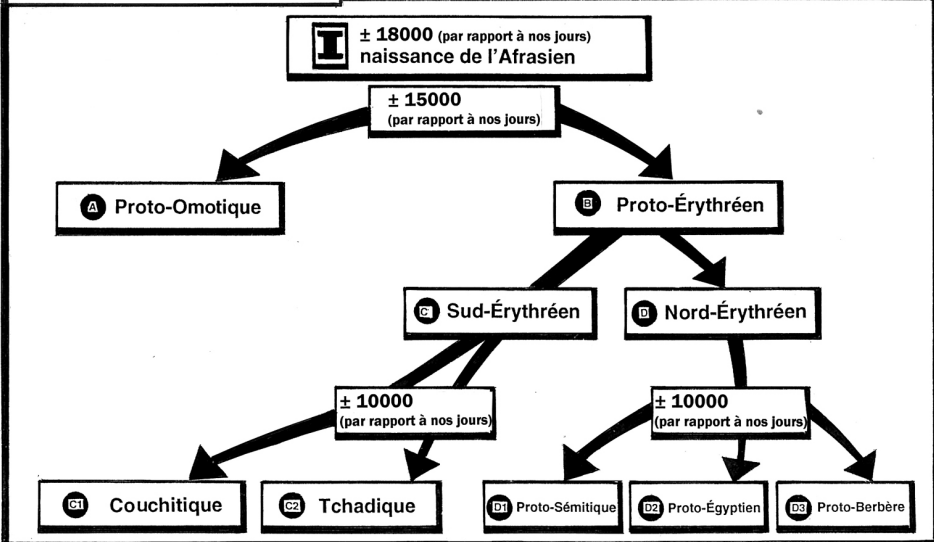 I
± 18000 (par rapport à nos jours)
naissance de l'Afrasien
± 15000
(par rapport à nos jours)
A Proto-Omotique
B Proto-Érythréen
C Sud-Érythréen
D Nord-Érythréen
± 10000
(par rapport à nos jours)
± 10000
(par rapport à nos jours)
C1 Couchitique
C2 Tchadique
D1 Proto-Sémitique
D2 Proto-Égyptien
D3 Proto-Berbère